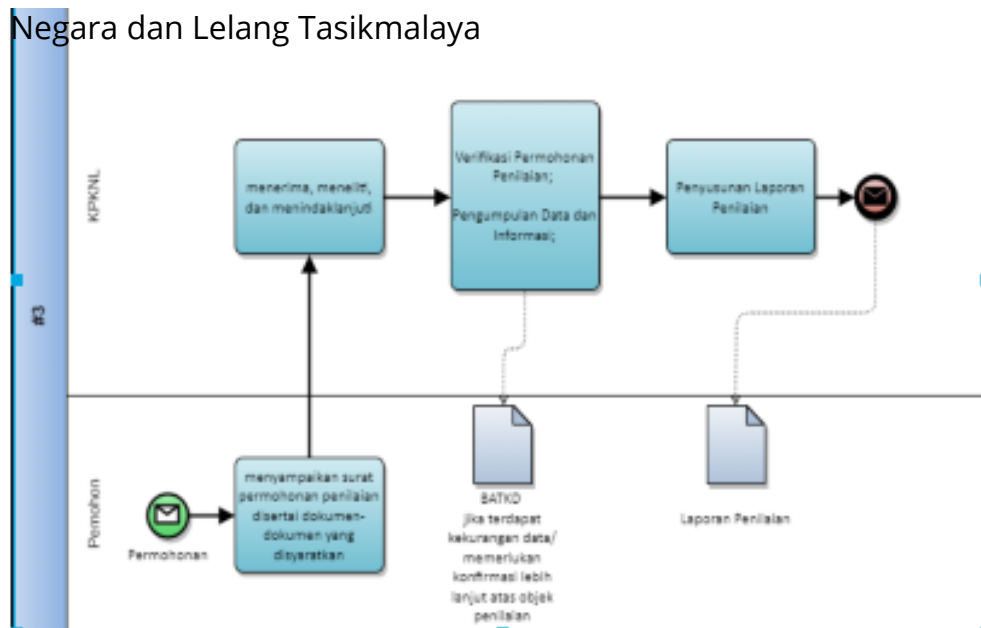 Negara dan Lelang Tasikmalaya
#3
KPKNL
menerima, meneliti,
dan menindaklanjuti
Verifikasi Permohonan
Penilaian;
Pengumpulan Data dan
Informasi;
Penyusunan Laporan
Penilaian
Pemohon
Permohonan
menyampaikan surat
permohonan penilaian
disertai dokumen-
dokumen yang
disyaratkan
BATKD
jika terdapat
kekurangan data/
memerlukan
konfirmasi lebih
lanjut atas objek
penilaian
Laporan Penilaian